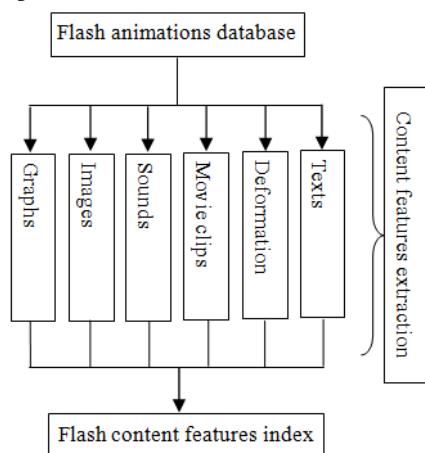 Flash animations database
Graphs
Images
Sounds
Movie clips
Deformation
Texts
Content features extraction
Flash content features index